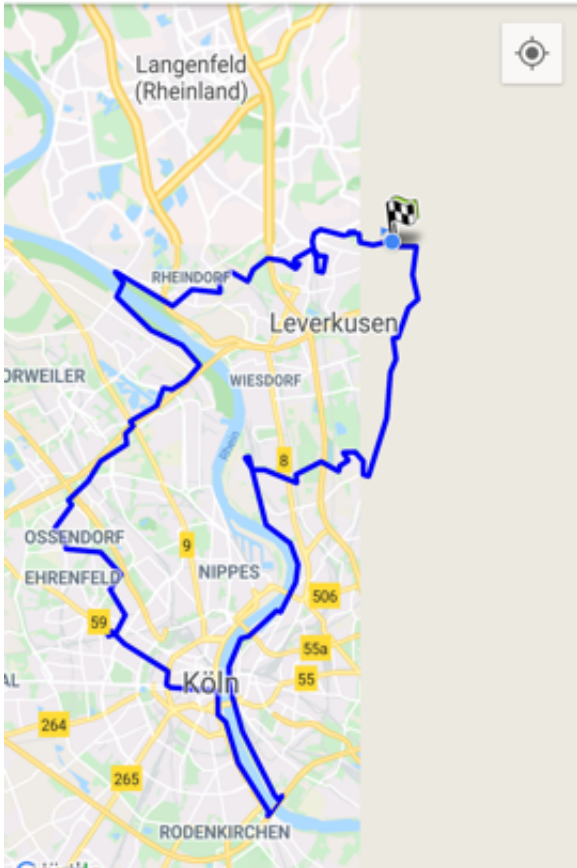 Langenfeld
(Rheinland)
RHEINDORF
Leverkusen
ORWEILER
WIESDORF
Rhein
8
OSSENDORF
9
EHRENFELD
NIPPES
506
59
55a
Köln
55
AL
264
265
RODENKIRCHEN